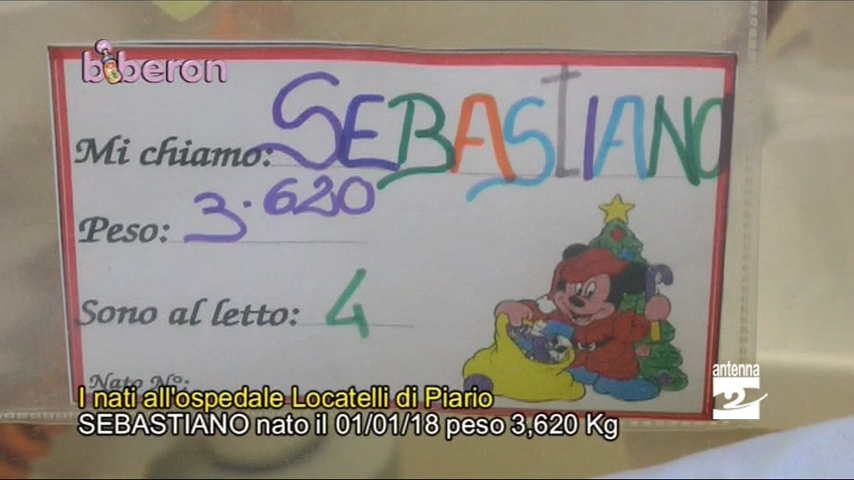 biberon
Mi chiamo: SEBASTIANO
Peso: 3.620
Sono al letto: 4
Nato N°:
I nati all'ospedale Locatelli di Piario
SEBASTIANO nato il 01/01/18 peso 3,620 Kg
antenna
2